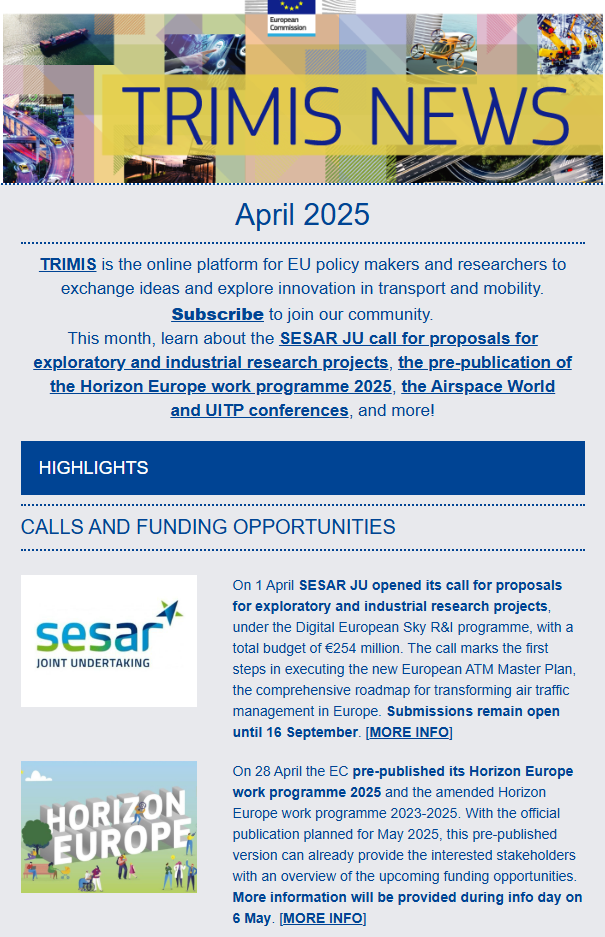 European
Commission
TRIMIS NEWS
April 2025
TRIMIS is the online platform for EU policy makers and researchers to
exchange ideas and explore innovation in transport and mobility.
Subscribe to join our community.
This month, learn about the SESAR JU call for proposals for
exploratory and industrial research projects, the pre-publication of
the Horizon Europe work programme 2025, the Airspace World
and UITP conferences, and more!
HIGHLIGHTS
CALLS AND FUNDING OPPORTUNITIES
sesar
JOINT UNDERTAKING
On 1 April SESAR JU opened its call for proposals
for exploratory and industrial research projects,
under the Digital European Sky R&I programme, with a
total budget of €254 million. The call marks the first
steps in executing the new European ATM Master Plan,
the comprehensive roadmap for transforming air traffic
management in Europe. Submissions remain open
until 16 September. [MORE INFO]
HORIZON
EUROPE
On 28 April the EC pre-published its Horizon Europe
work programme 2025 and the amended Horizon
Europe work programme 2023-2025. With the official
publication planned for May 2025, this pre-published
version can already provide the interested stakeholders
with an overview of the upcoming funding opportunities.
More information will be provided during info day on
6 May. [MORE INFO]